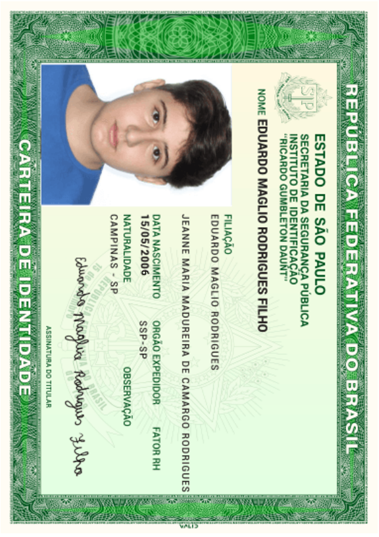 REPÚBLICA FEDERATIVA DO BRASIL
ESTADO DE SÃO PAULO
SECRETARIA DA SEGURANÇA PÚBLICA
INSTITUTO DE IDENTIFICAÇÃO
"RICARDO GUMBLETON DAUNT"
NOME EDUARDO MAGLIO RODRIGUES FILHO
FILIAÇÃO
EDUARDO MAGLIO RODRIGUES
JEANNE MARIA MADUREIRA DE CAMARGO RODRIGUES
DATA NASCIMENTO ORGÃO EXPEDIDOR FATOR RH
15/05/2006 SSP-SP
NATURALIDADE OBSERVAÇÃO
CAMPINAS - SP
Eduardo Maglio Rodrigues Filho
ASSINATURA DO TITULAR
CARTEIRA DE IDENTIDADE